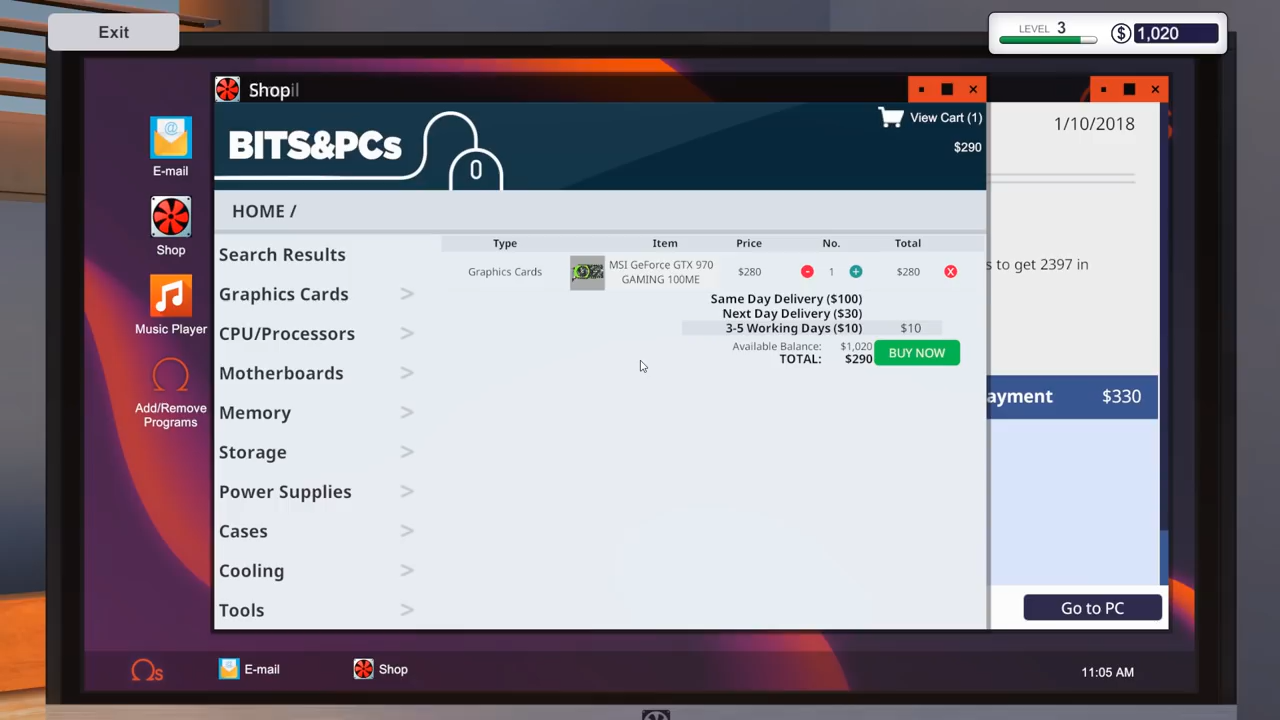 Exit
LEVEL 3
$ 1,020
Shop
View Cart (1)
$290
BITS&PCs
1/10/2018
E-mail
Shop
Music Player
Add/Remove
Programs
HOME /
Search Results
Graphics Cards >
CPU/Processors >
Motherboards >
Memory >
Storage >
Power Supplies >
Cases >
Cooling >
Tools >
Type Item Price No. Total
Graphics Cards MSI GeForce GTX 970 $280 - 1 + $280 X
GAMING 100ME
Same Day Delivery ($100)
Next Day Delivery ($30)
3-5 Working Days ($10) $10
Available Balance: $1,020
TOTAL: $290
BUY NOW
s to get 2397 in
ayment $330
Go to PC
Ωs E-mail Shop 11:05 AM